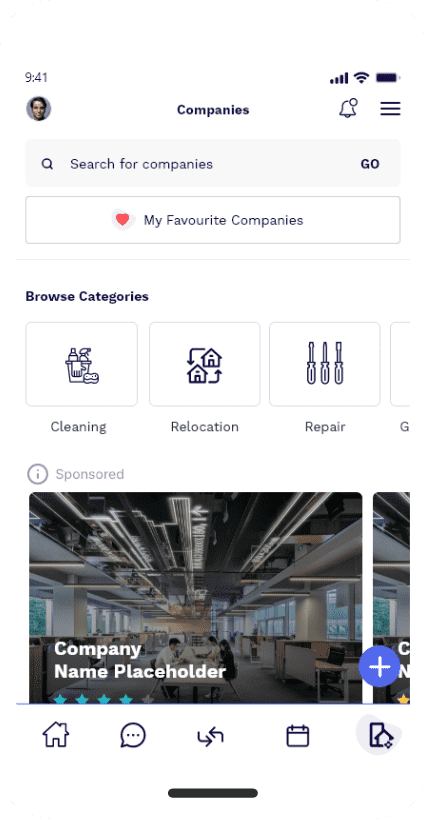 9:41
Companies
Search for companies GO
My Favourite Companies
Browse Categories
Cleaning Relocation Repair G
Sponsored
Company C
Name Placeholder N